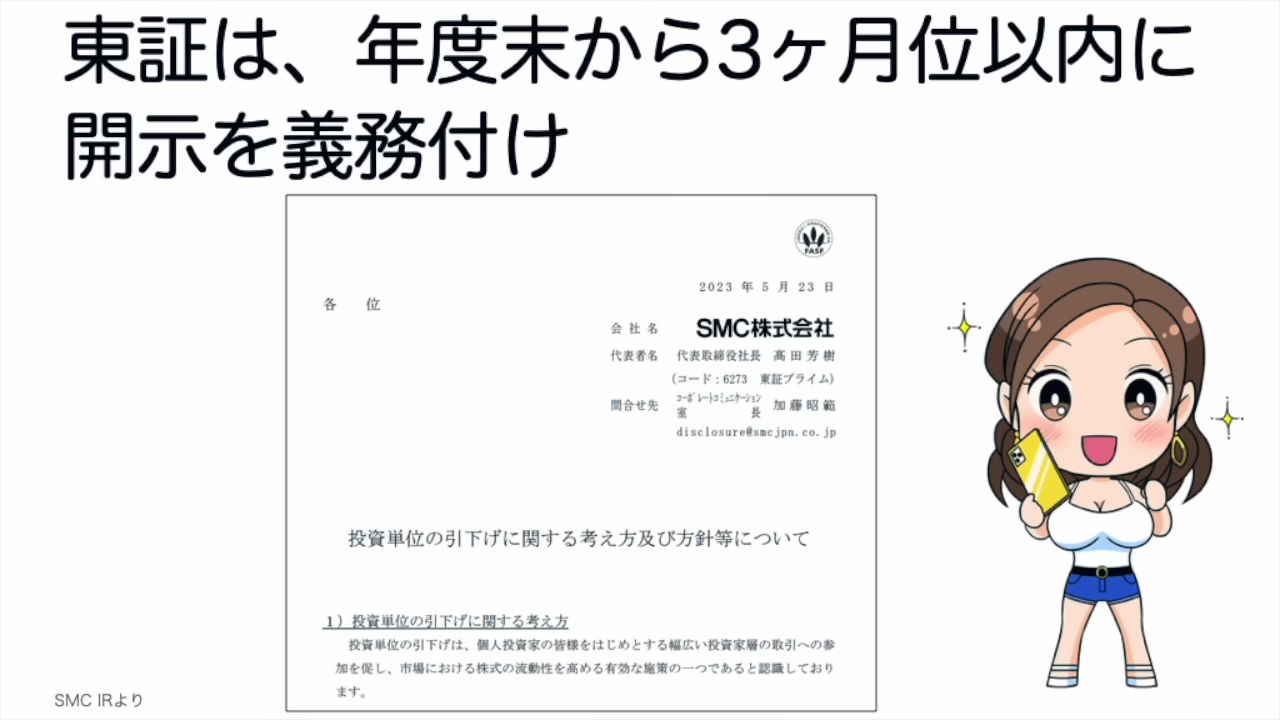 東証は、年度末から3ヶ月位以内に
開示を義務付け
FASF
2023 年 5 月 23 日
各 位
会 社 名 SMC株式会社
代表者名 代表取締役社長 髙 田 芳 樹
(コード：6273 東証プライム)
問合せ先 コーポレートコミュニケーション室長 加 藤 昭 範
disclosure@smcjpn.co.jp
投資単位の引下げに関する考え方及び方針等について
１）投資単位の引下げに関する考え方
投資単位の引下げは、個人投資家の皆様をはじめとする幅広い投資家層の取引への参
加を促し、市場における株式の流動性を高める有効な施策の一つであると認識しており
ます。
SMC IRより